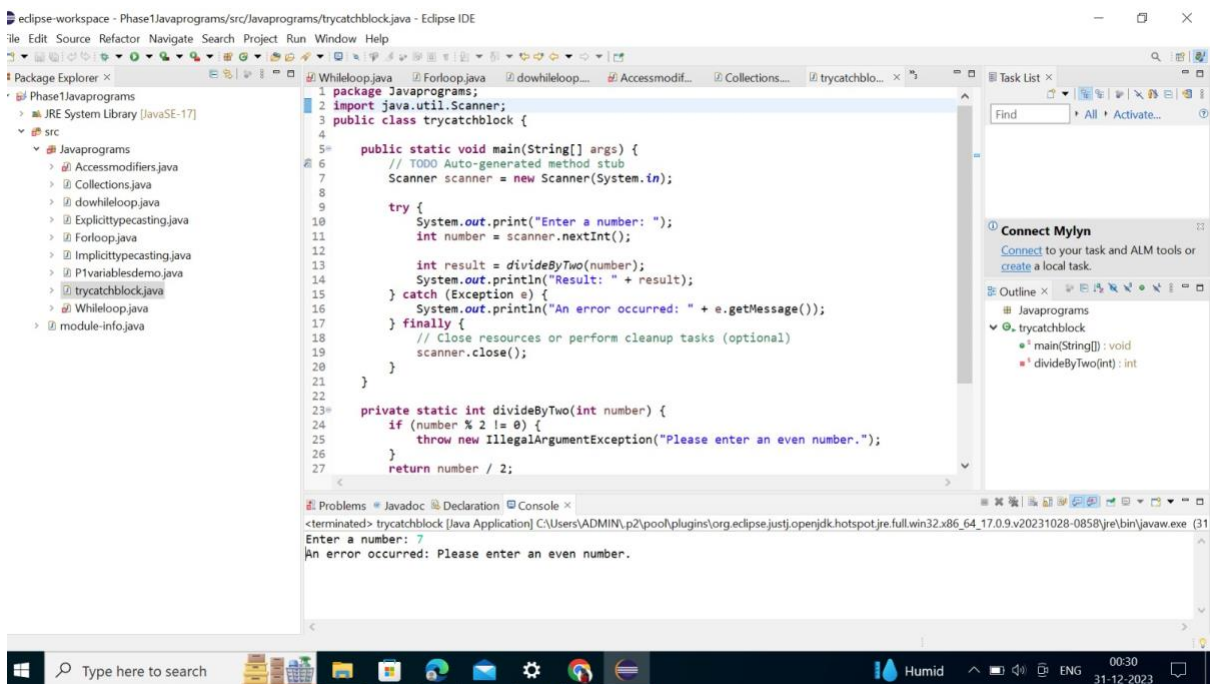 eclipse-workspace - Phase1Javaprograms/src/Javaprograms/trycatchblock.java - Eclipse IDE
ile Edit Source Refactor Navigate Search Project Run Window Help
Package Explorer
Phase1Javaprograms
JRE System Library [JavaSE-17]
src
Javaprograms
Accessmodifiers.java
Collections.java
dowhileloop.java
Explicittypecasting.java
Forloop.java
Implicittypecasting.java
P1variablesdemo.java
trycatchblock.java
Whileloop.java
module-info.java
Whileloop.java Forloop.java dowhileloop.... Accessmodif... Collections.... trycatchblo...
1 package Javaprograms;
2 import java.util.Scanner;
3 public class trycatchblock {
4
5 public static void main(String[] args) {
6 // TODO Auto-generated method stub
7 Scanner scanner = new Scanner(System.in);
8
9 try {
10 System.out.print("Enter a number: ");
11 int number = scanner.nextInt();
12
13 int result = divideByTwo(number);
14 System.out.println("Result: " + result);
15 } catch (Exception e) {
16 System.out.println("An error occurred: " + e.getMessage());
17 } finally {
18 // Close resources or perform cleanup tasks (optional)
19 scanner.close();
20 }
21 }
22
23 private static int divideByTwo(int number) {
24 if (number % 2 != 0) {
25 throw new IllegalArgumentException("Please enter an even number.");
26 }
27 return number / 2;
Task List
Find All Activate...
Connect Mylyn
Connect to your task and ALM tools or
create a local task.
Outline
Javaprograms
trycatchblock
main(String[]) : void
divideByTwo(int) : int
Problems Javadoc Declaration Console
<terminated> trycatchblock [Java Application] C:\Users\ADMIN\.p2\pool\plugins\org.eclipse.justj.openjdk.hotspot.jre.full.win32.x86_64_17.0.9.v20231028-0858\jre\bin\javaw.exe (31
Enter a number: 7
An error occurred: Please enter an even number.
Type here to search
Humid
ENG
00:30
31-12-2023